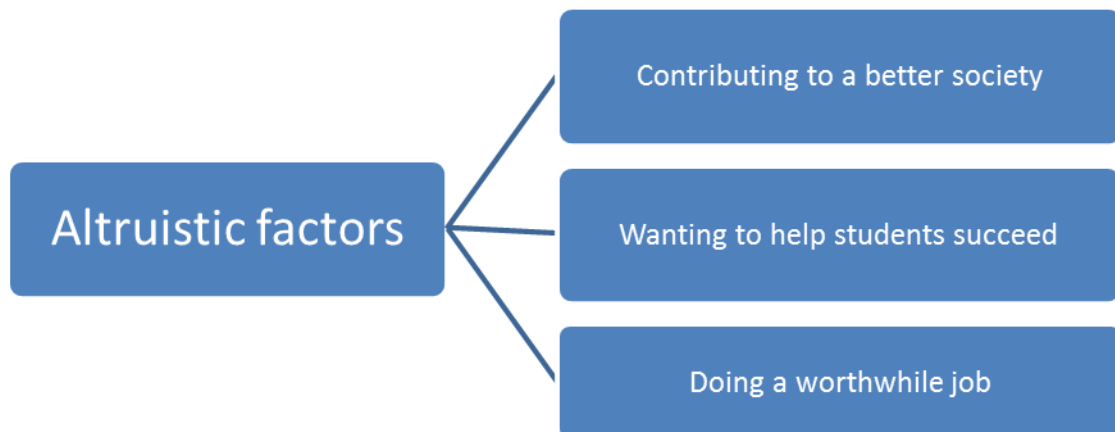 Altruistic factors
Contributing to a better society
Wanting to help students succeed
Doing a worthwhile job